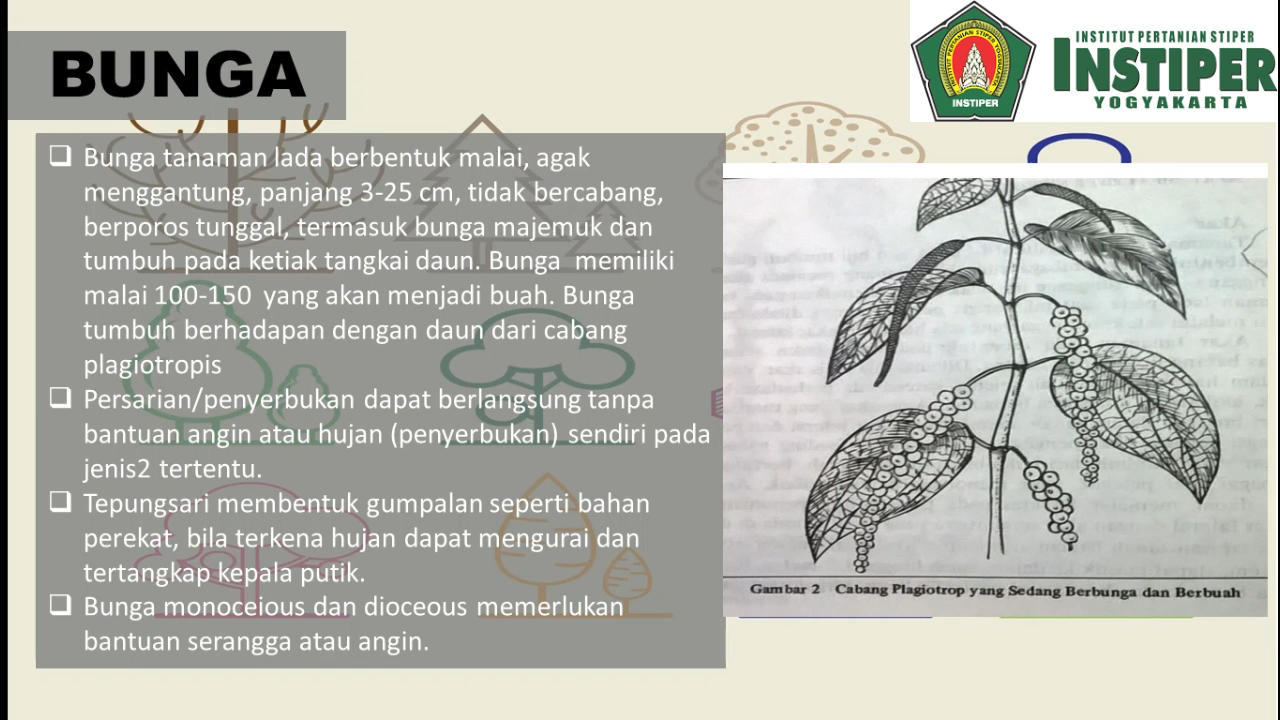 BUNGA
INSTITUT PERTANIAN STIPER YOGYAKARTA
INSTIPER
INSTITUT PERTANIAN STIPER
INSTIPER
YOGYAKARTA
❑ Bunga tanaman lada berbentuk malai, agak
menggantung, panjang 3-25 cm, tidak bercabang,
berporos tunggal, termasuk bunga majemuk dan
tumbuh pada ketiak tangkai daun. Bunga memiliki
malai 100-150 yang akan menjadi buah. Bunga
tumbuh berhadapan dengan daun dari cabang
plagiotropis
❑ Persarian/penyerbukan dapat berlangsung tanpa
bantuan angin atau hujan (penyerbukan) sendiri pada
jenis2 tertentu.
❑ Tepungsari membentuk gumpalan seperti bahan
perekat, bila terkena hujan dapat mengurai dan
tertangkap kepala putik.
❑ Bunga monoceious dan dioceous memerlukan
bantuan serangga atau angin.
Gambar 2 Cabang Plagiotrop yang Sedang Berbunga dan Berbuah